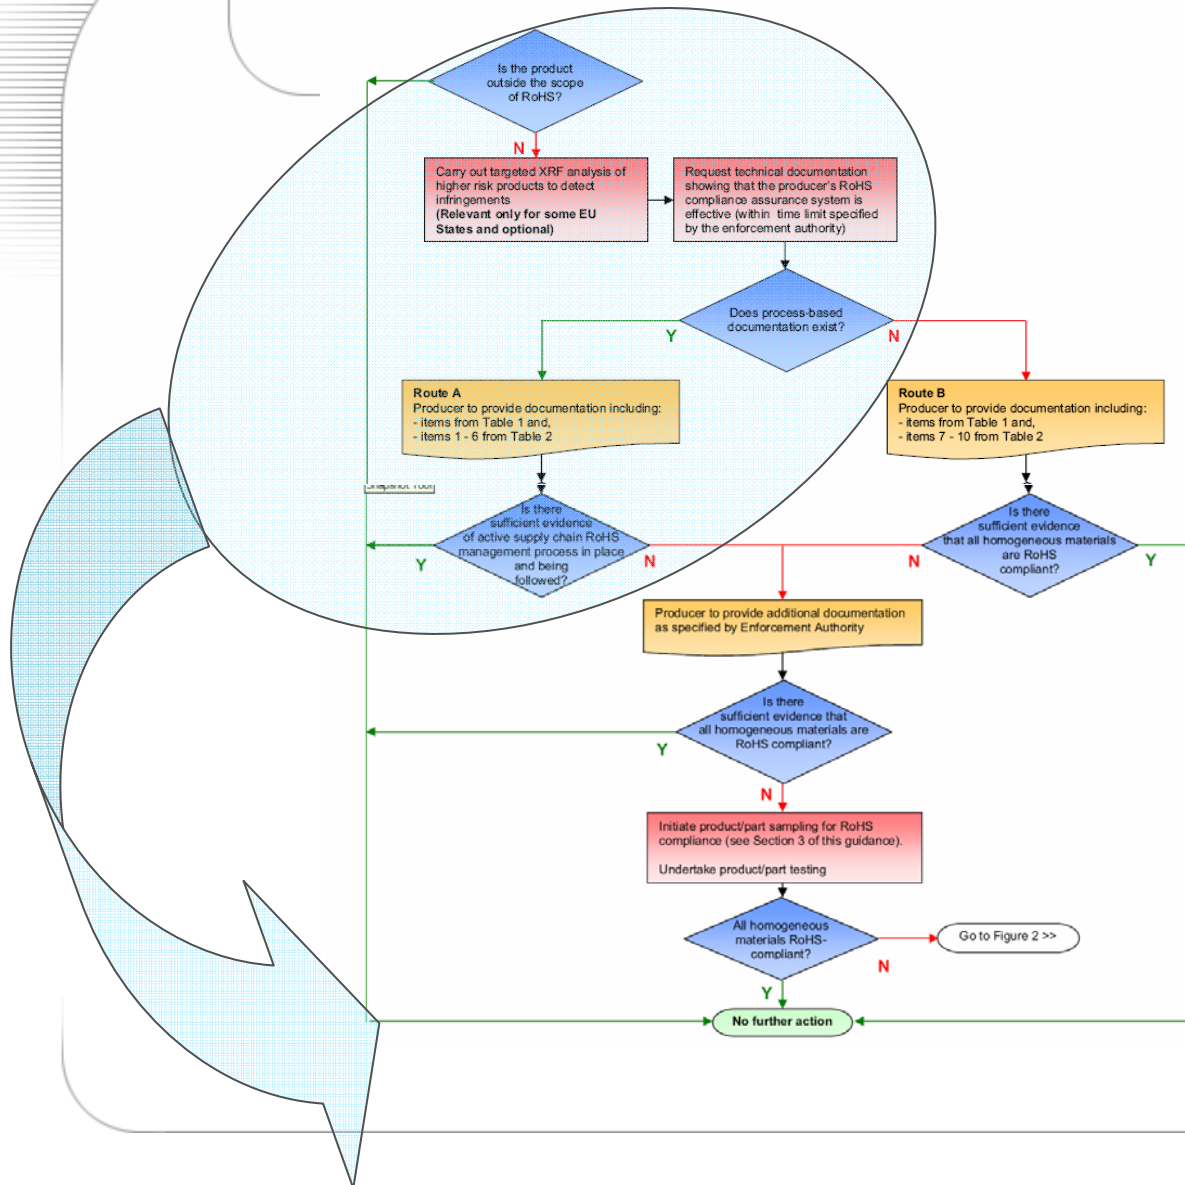 Is the product
outside the scope
of RoHS?
N
Carry out targeted XRF analysis of
higher risk products to detect
infringements
(Relevant only for some EU
States and optional)
Request technical documentation
showing that the producer's RoHS
compliance assurance system is
effective (within time limit specified
by the enforcement authority)
Does process-based
documentation exist?
Y
N
Route A
Producer to provide documentation including:
- items from Table 1 and,
- items 1 - 6 from Table 2
Route B
Producer to provide documentation including:
- items from Table 1 and,
- items 7 - 10 from Table 2
Snapshot Tool
Is there
sufficient evidence
of active supply chain RoHS
management process in place
and being
followed?
Y
N
Is there
sufficient evidence
that all homogeneous materials
are RoHS
compliant?
N
Y
Producer to provide additional documentation
as specified by Enforcement Authority
Is there
sufficient evidence that
all homogeneous materials are
RoHS compliant?
Y
N
Initiate product/part sampling for RoHS
compliance (see Section 3 of this guidance).
Undertake product/part testing
All homogeneous
materials RoHS-
compliant?
Go to Figure 2 >>
N
Y
No further action